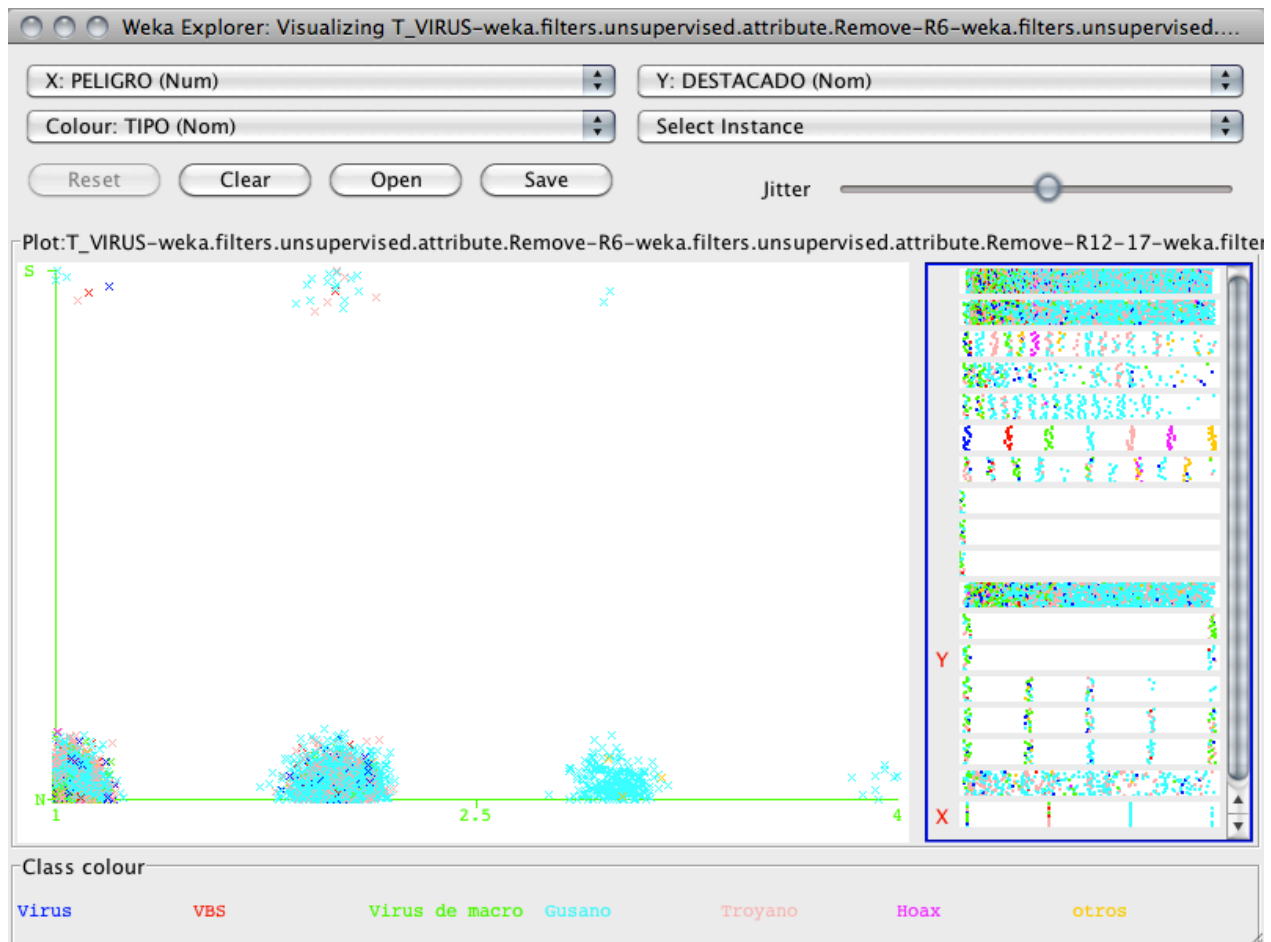 Weka Explorer: Visualizing T_VIRUS-weka.filters.unsupervised.attribute.Remove-R6-weka.filters.unsupervised....
X: PELIGRO (Num) Y: DESTACADO (Nom)
Colour: TIPO (Nom) Select Instance
Reset Clear Open Save Jitter
Plot:T_VIRUS-weka.filters.unsupervised.attribute.Remove-R6-weka.filters.unsupervised.attribute.Remove-R12-17-weka.filter
S
Y
N
1 2.5 4
X
Class colour
Virus VBS Virus de macro Gusano Troyano Hoax otros